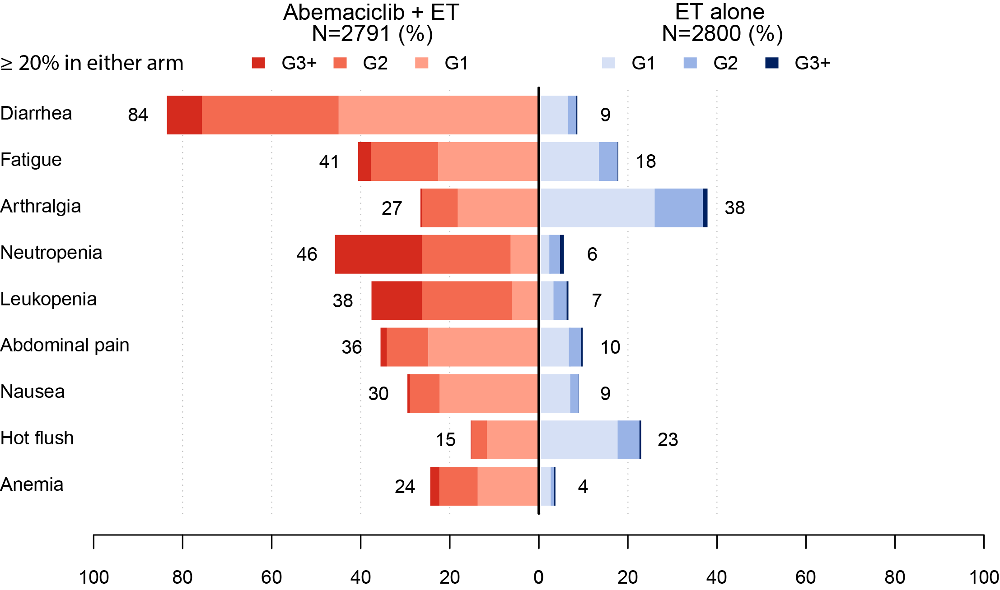 Abemaciclib + ET
N=2791 (%)
ET alone
N=2800 (%)
≥ 20% in either arm
G3+ G2 G1
G1 G2 G3+
Diarrhea 84 9
Fatigue 41 18
Arthralgia 27 38
Neutropenia 46 6
Leukopenia 38 7
Abdominal pain 36 10
Nausea 30 9
Hot flush 15 23
Anemia 24 4
100 80 60 40 20 0 20 40 60 80 100